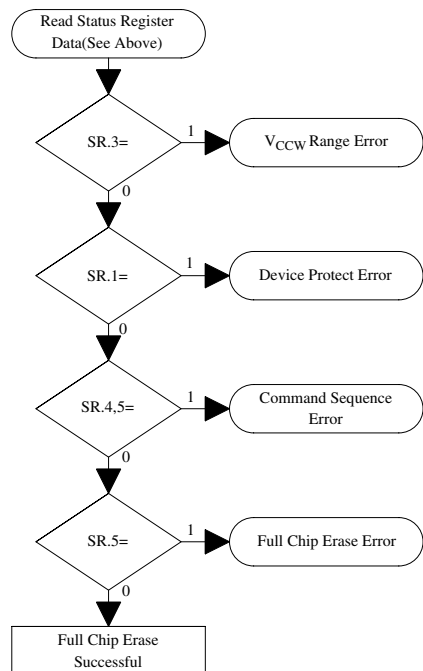 Read Status Register
Data(See Above)
SR.3=
1
VCCW Range Error
0
SR.1=
1
Device Protect Error
0
SR.4,5=
1
Command Sequence
Error
0
SR.5=
1
Full Chip Erase Error
0
Full Chip Erase
Successful